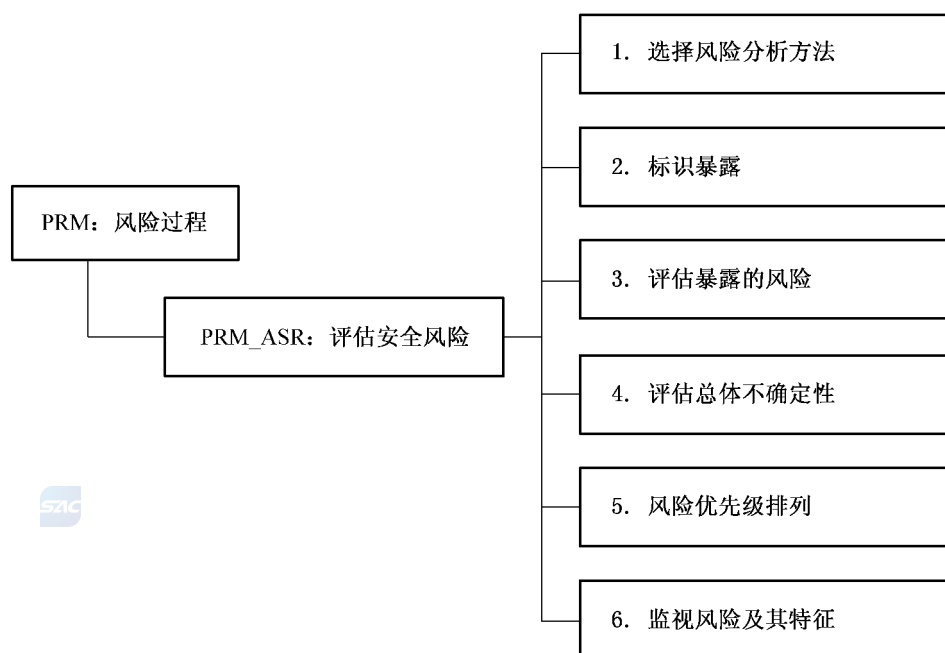 1. 选择风险分析方法
2. 标识暴露
PRM：风险过程
3. 评估暴露的风险
PRM_ASR：评估安全风险
4. 评估总体不确定性
5. 风险优先级排列
SAC
6. 监视风险及其特征